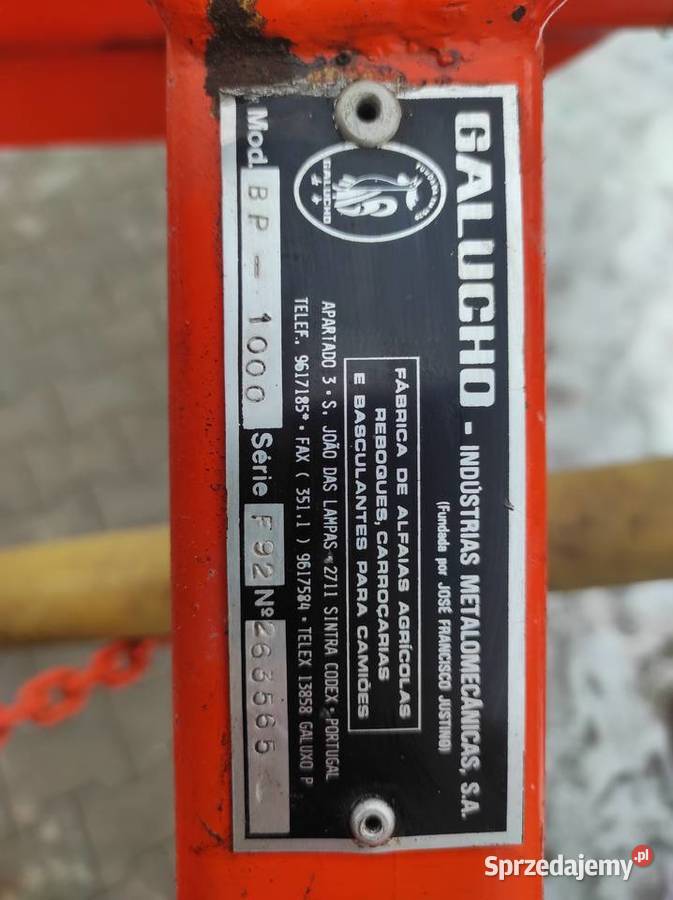 GALUCHO - INDÚSTRIAS METALOMECÂNICAS, S.A.
(Fundada por JOSÉ FRANCISCO JUSTINO)
GALUCHO
FÁBRICA DE ALFAIAS AGRÍCOLAS
REBOQUES, CARROÇARIAS
E BASCULANTES PARA CAMIÕES
APARTADO 3 · S. JOÃO DAS LAMPAS · 2711 SINTRA CODEX · PORTUGAL
TELEF. 9617185* · FAX ( 351.1 ) 9617584 · TELEX 13858 GALUXO P
Mod. BP - 1000 Série F92 Nº 263565
Sprzedajemy.pl